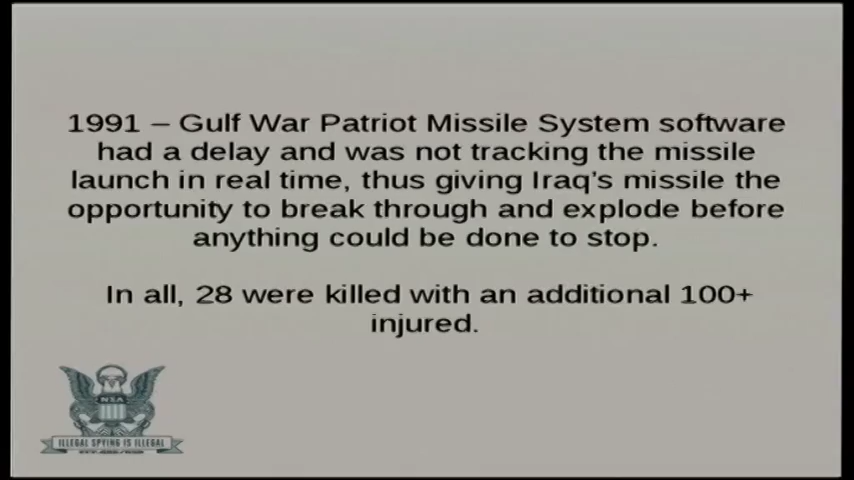 1991 – Gulf War Patriot Missile System software
had a delay and was not tracking the missile
launch in real time, thus giving Iraq's missile the
opportunity to break through and explode before
anything could be done to stop.
In all, 28 were killed with an additional 100+
injured.
NSA
ILLEGAL SPYING IS ILLEGAL